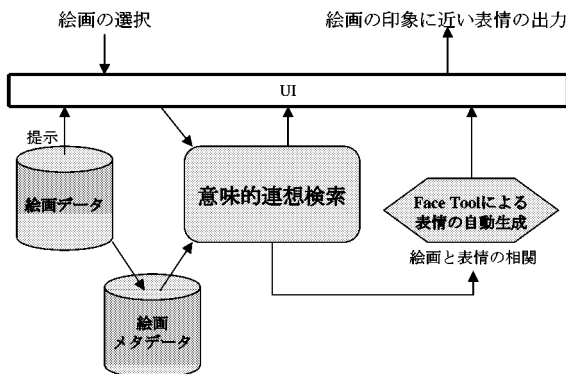 絵画の選択
絵画の印象に近い表情の出力
UI
提示
絵画データ
意味的連想検索
Face Toolによる
表情の自動生成
絵画と表情の相関
絵画
メタデータ